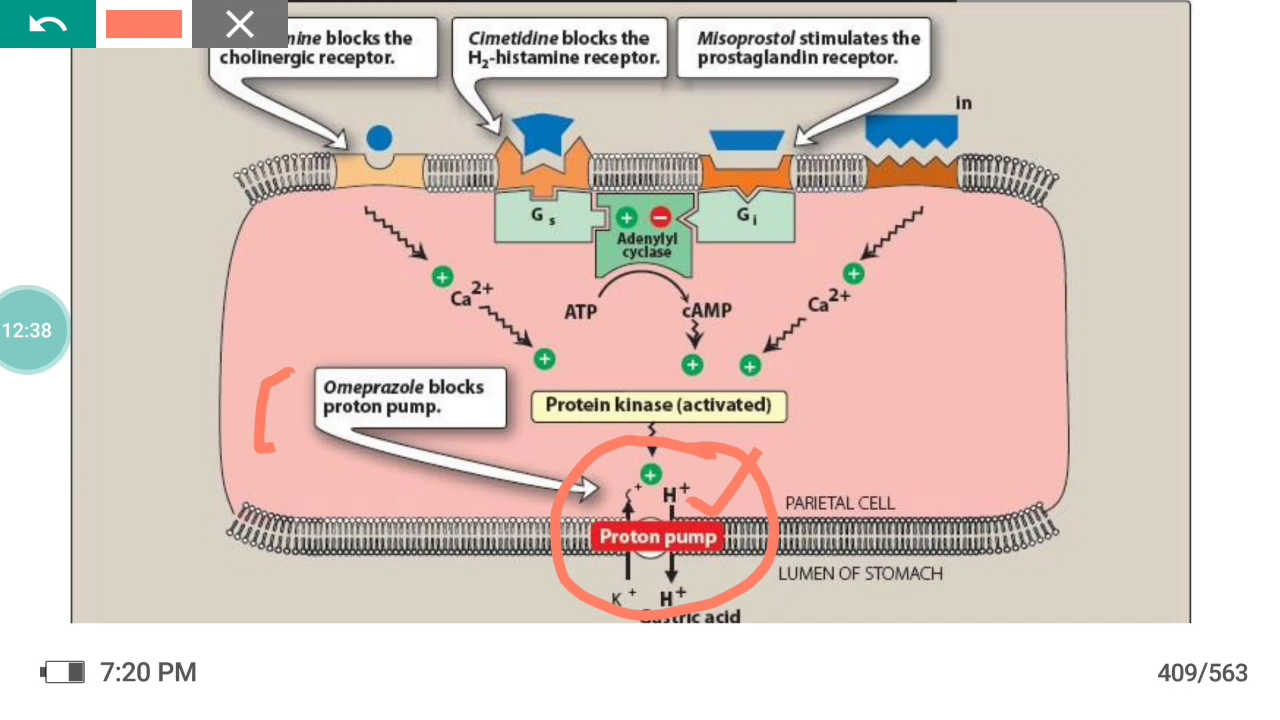 blocks the
cholinergic receptor.
Cimetidine blocks the
H₂-histamine receptor.
Misoprostol stimulates the
prostaglandin receptor.
in
G s
Adenylyl
cyclase
G i
Ca2+
ATP
cAMP
Ca2+
12:38
Omeprazole blocks
proton pump.
Protein kinase (activated)
H+
PARIETAL CELL
Proton pump
LUMEN OF STOMACH
K + H+
acid
7:20 PM
409/563